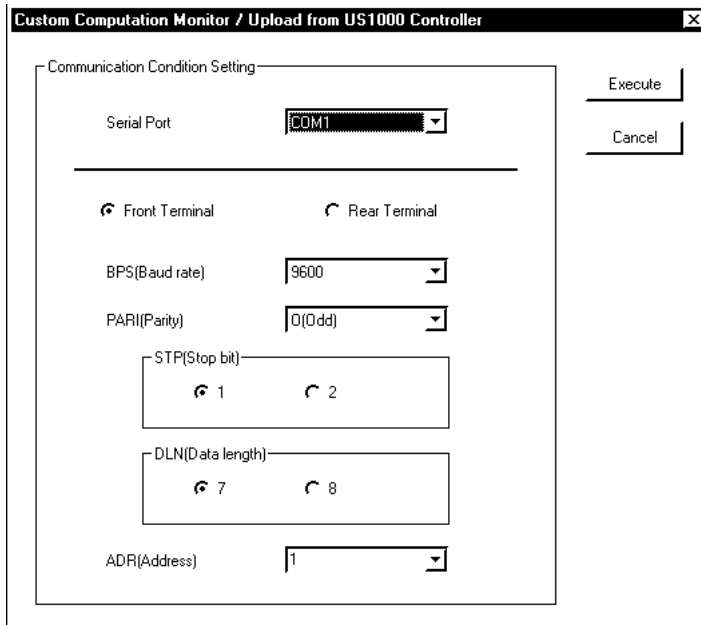 Custom Computation Monitor / Upload from US1000 Controller
Communication Condition Setting
Execute
Serial Port
COM1
Cancel
Front Terminal
Rear Terminal
BPS(Baud rate)
9600
PARI(Parity)
O(Odd)
STP(Stop bit)
1
2
DLN(Data length)
7
8
ADR(Address)
1